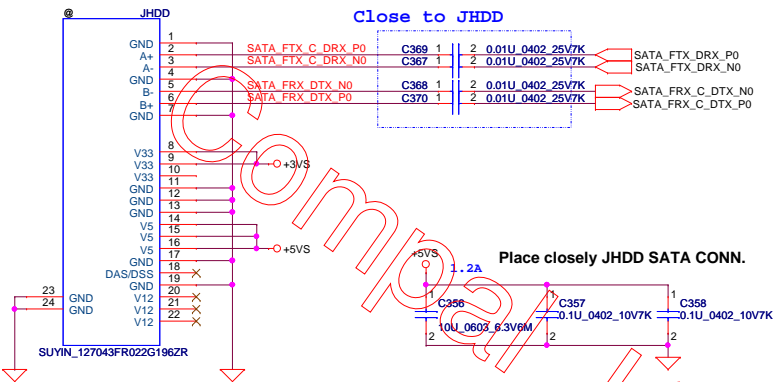 @ JHDD Close to JHDD
GND 1
A+ 2 SATA_FTX_C_DRX_P0 C369 1 2 0.01U_0402_25V7K SATA_FTX_DRX_P0
A- 3 SATA_FTX_C_DRX_N0 C367 1 2 0.01U_0402_25V7K SATA_FTX_DRX_N0
GND 4
B- 5 SATA_FRX_DTX_N0 C368 1 2 0.01U_0402_25V7K SATA_FRX_C_DTX_N0
B+ 6 SATA_FRX_DTX_P0 C370 1 2 0.01U_0402_25V7K SATA_FRX_C_DTX_P0
GND 7
V33 8
V33 9 +3VS
V33 10
GND 11
GND 12
GND 13
V5 14
V5 15
V5 16 +5VS
GND 17
DAS/DSS 18
GND 19
V12 20
V12 21
V12 22
23 GND
24 GND
SUYIN_127043FR022G196ZR
Place closely JHDD SATA CONN.
+5VS
1.2A
1 C356 10U_0603_6.3V6M 2
1 C357 0.1U_0402_10V7K 2
1 C358 0.1U_0402_10V7K 2
Compal